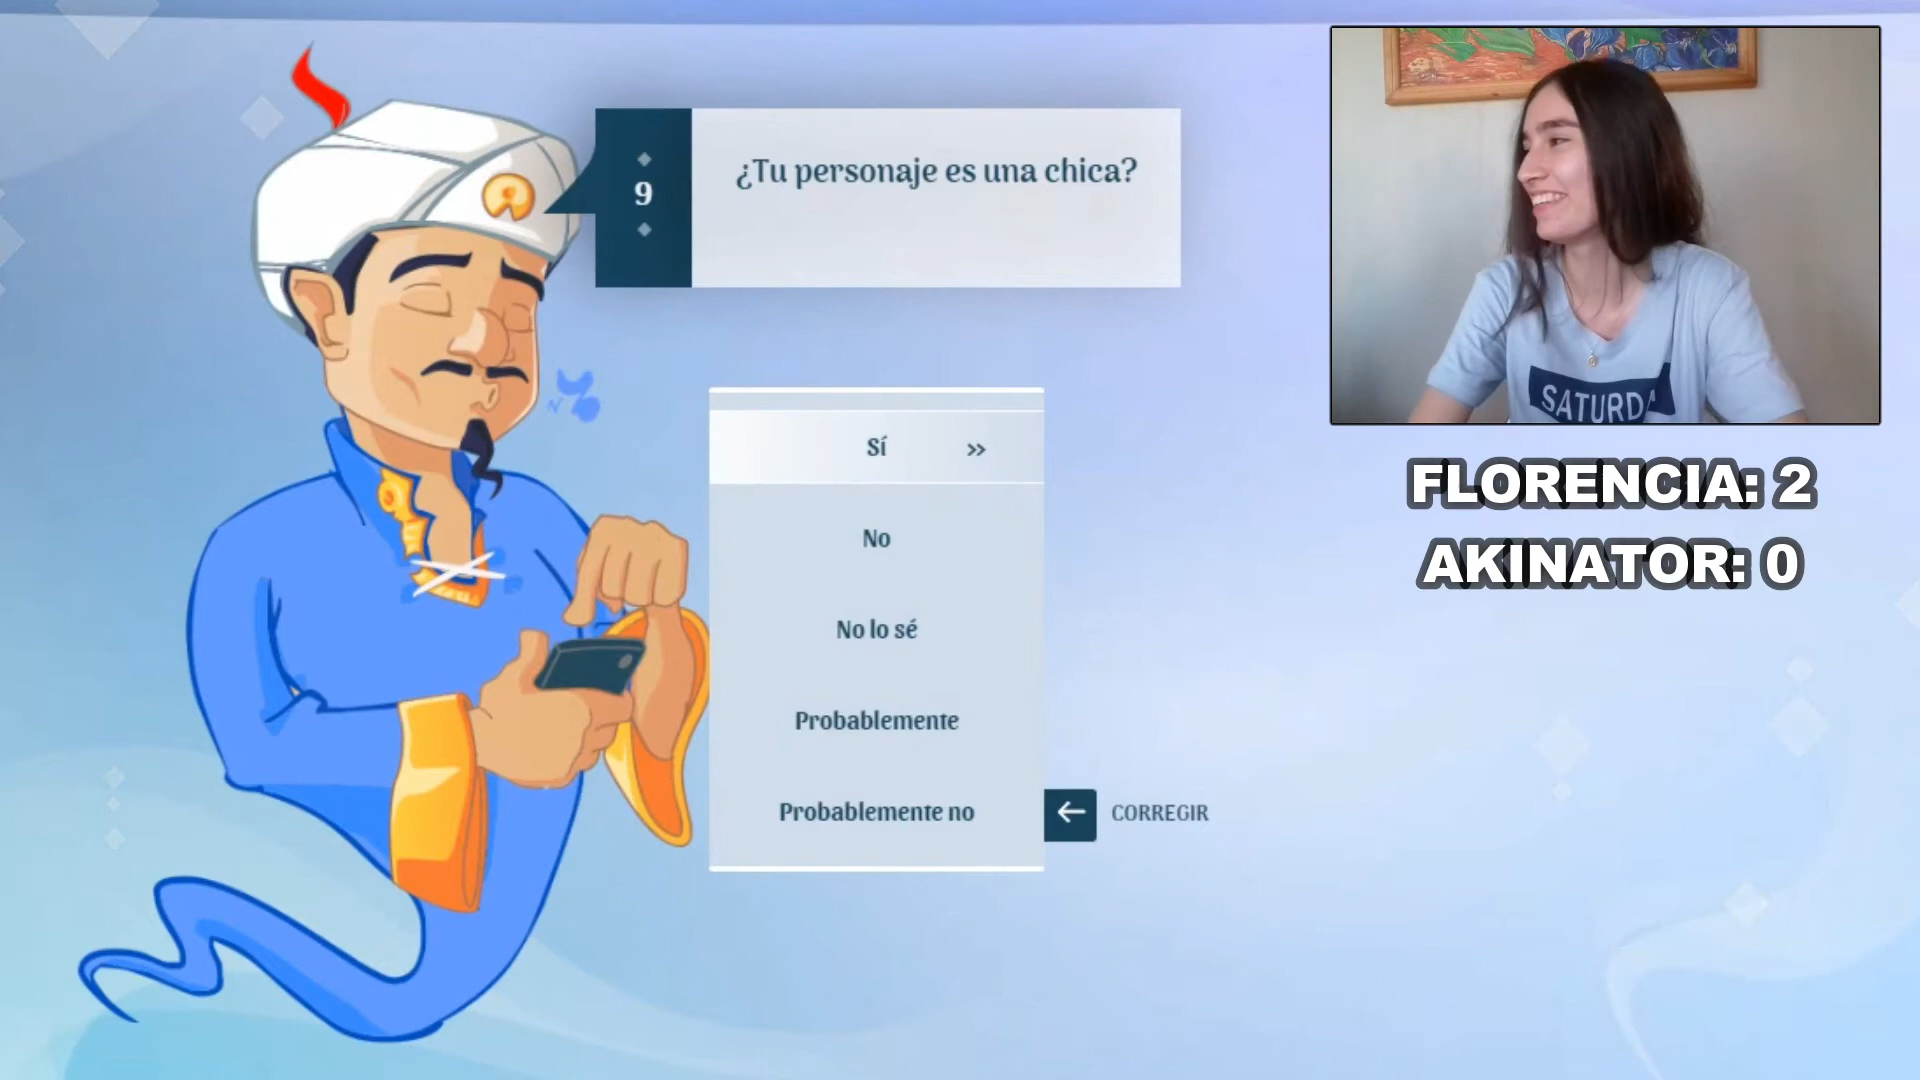 9
¿Tu personaje es una chica?
Sí
No
No lo sé
Probablemente
Probablemente no
CORREGIR
SATURDA
FLORENCIA: 2
AKINATOR: 0